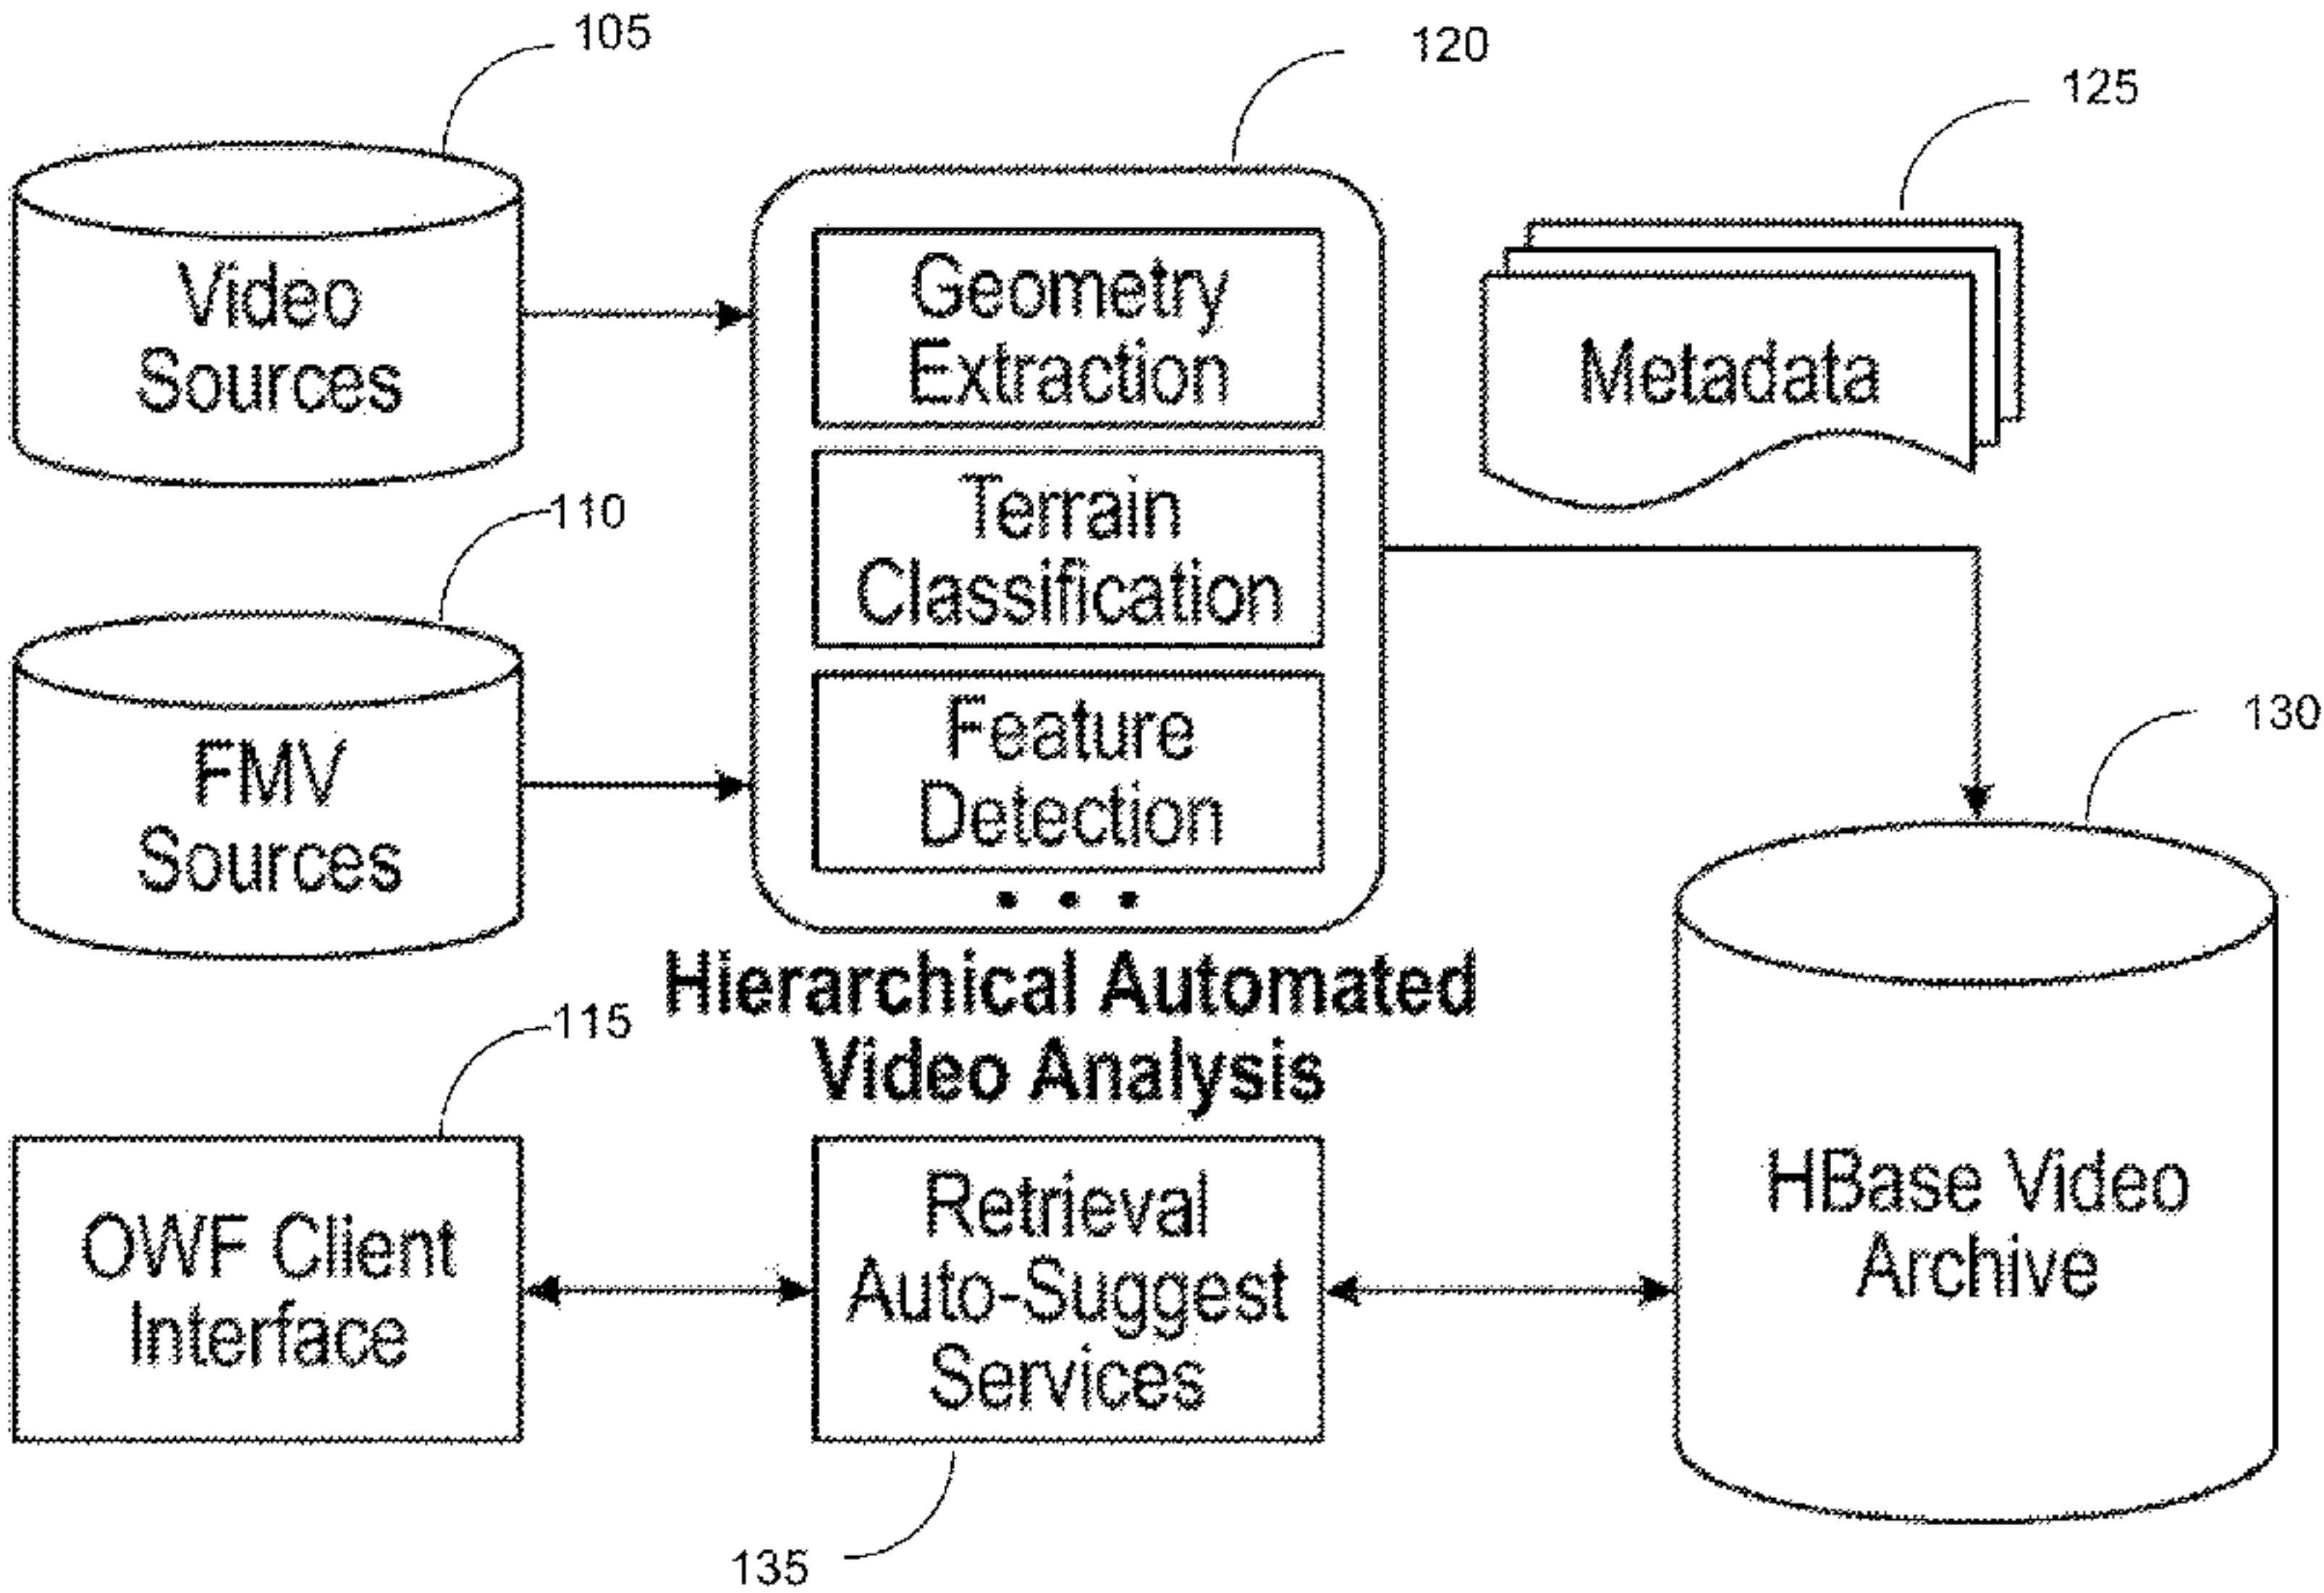 105
120
125
Video
Sources
Geometry
Extraction
Metadata
Terrain
Classification
110
FMV
Sources
Feature
Detection
• • •
130
Hierarchical Automated
Video Analysis
115
OWF Client
Interface
Retrieval
Auto-Suggest
Services
HBase Video
Archive
135